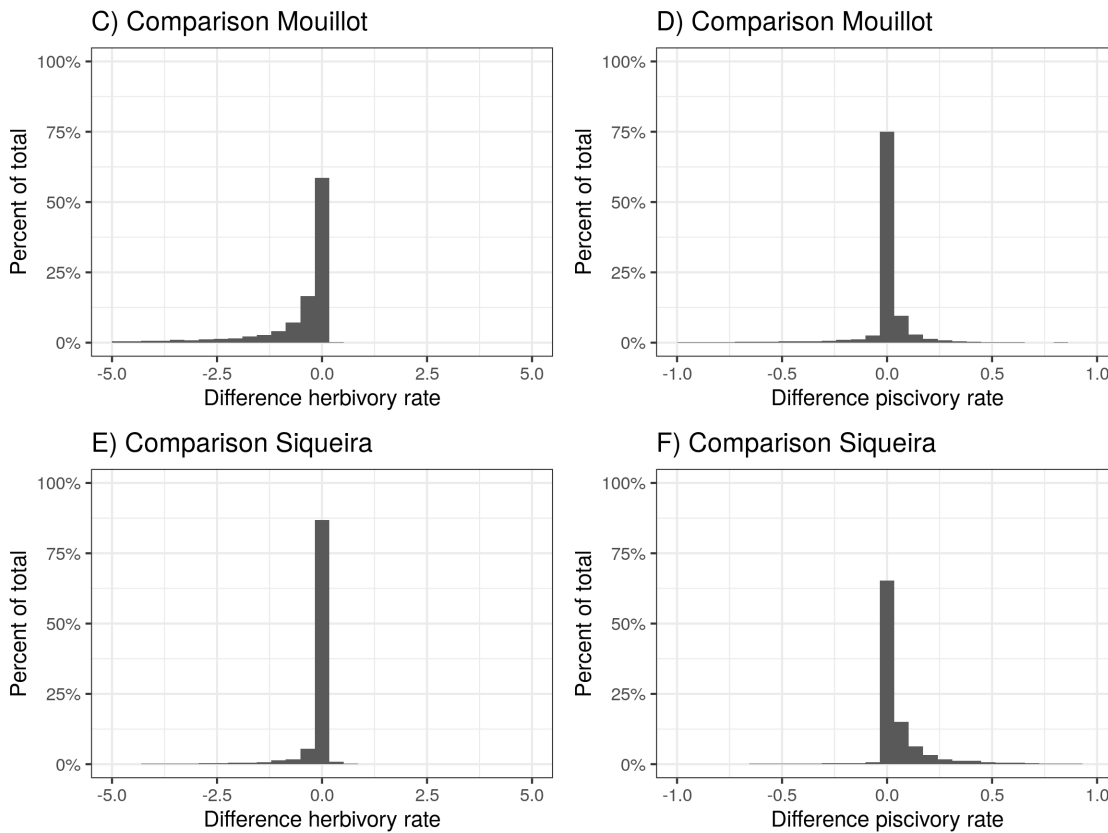 C) Comparison Mouillot
100%
75%
50%
25%
0%
Percent of total
-5.0 -2.5 0.0 2.5 5.0
Difference herbivory rate
D) Comparison Mouillot
100%
75%
50%
25%
0%
Percent of total
-1.0 -0.5 0.0 0.5 1.0
Difference piscivory rate
E) Comparison Siqueira
100%
75%
50%
25%
0%
Percent of total
-5.0 -2.5 0.0 2.5 5.0
Difference herbivory rate
F) Comparison Siqueira
100%
75%
50%
25%
0%
Percent of total
-1.0 -0.5 0.0 0.5 1.0
Difference piscivory rate